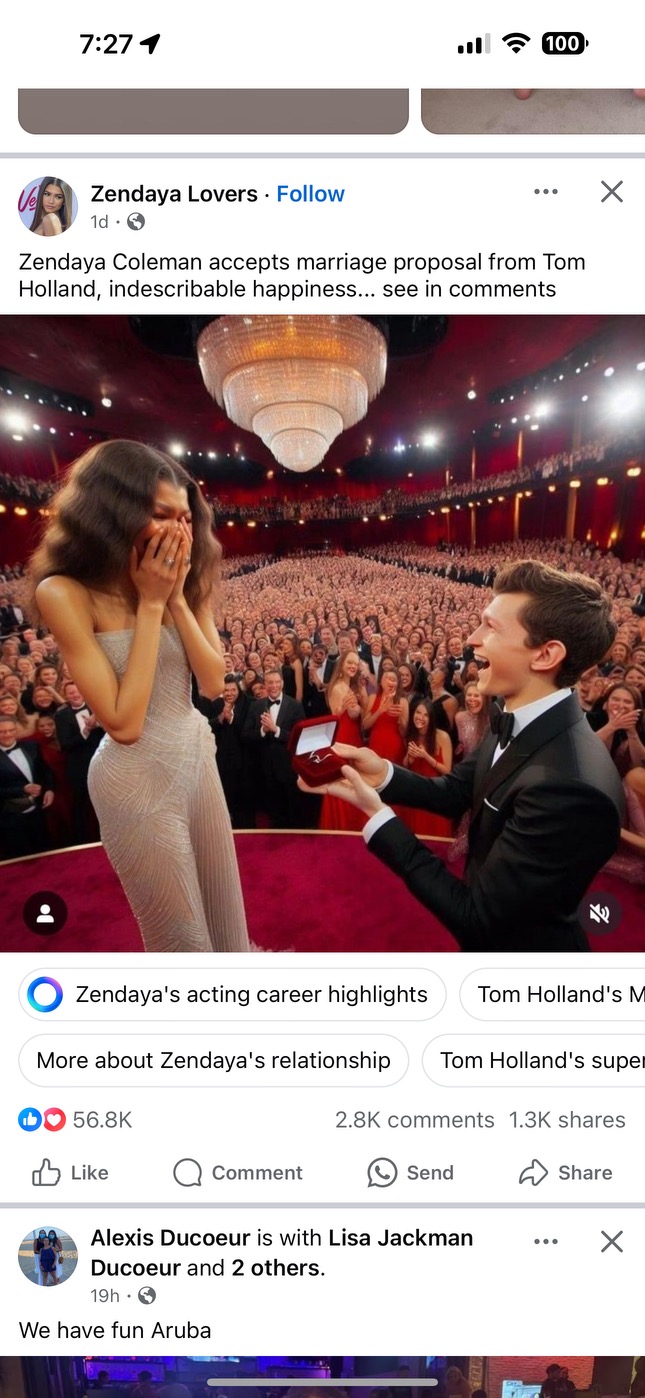 7:27
100
Zendaya Lovers · Follow
1d ·
Zendaya Coleman accepts marriage proposal from Tom
Holland, indescribable happiness... see in comments
Zendaya's acting career highlights
Tom Holland's M
More about Zendaya's relationship
Tom Holland's super
56.8K
2.8K comments 1.3K shares
Like
Comment
Send
Share
Alexis Ducoeur is with Lisa Jackman
Ducoeur and 2 others.
19h ·
We have fun Aruba